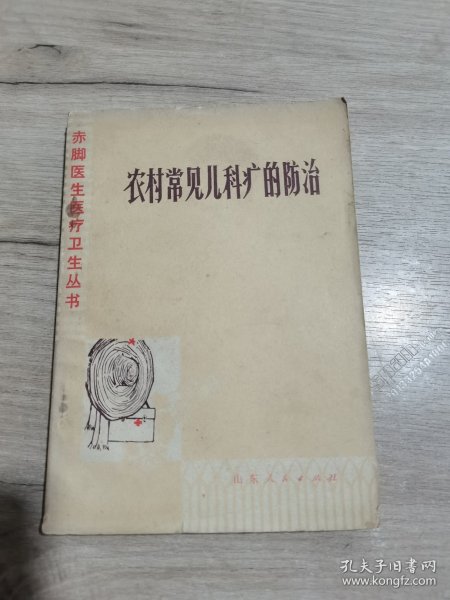 农村常见儿科疒的防治
赤脚医生医疗卫生丛书
山东人民出版社
孔夫子旧书网
www.kongfz.com